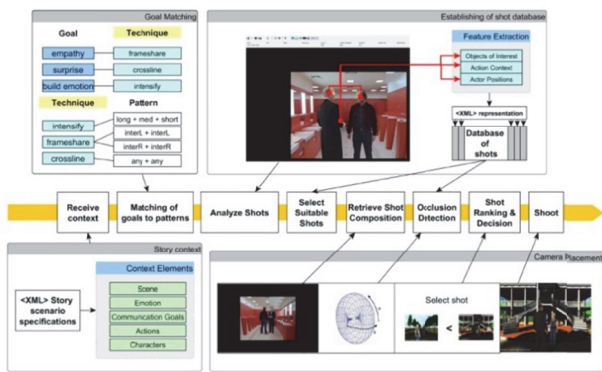 Goal Matching
Goal
Technique
empathy
frameshare
surprise
crossline
build emotion
intensify
Technique
Pattern
intensify
long + med + short
frameshare
interL + interL
interR + interR
crossline
any + any
Establishing of shot database
Feature Extraction
Objects of Interest
Action Context
Actor Positions
<XML> representation
Database
of
shots
Receive
context
Matching of
goals to patterns
Analyze Shots
Select
Suitable
Shots
Retrieve Shot
Composition
Occlusion
Detection
Shot
Ranking &
Decision
Shoot
Story context
<XML> Story
scenario
specifications
Context Elements
Scene
Emotion
Communication Goals
Actions
Characters
Camera Placement
Select shot
<